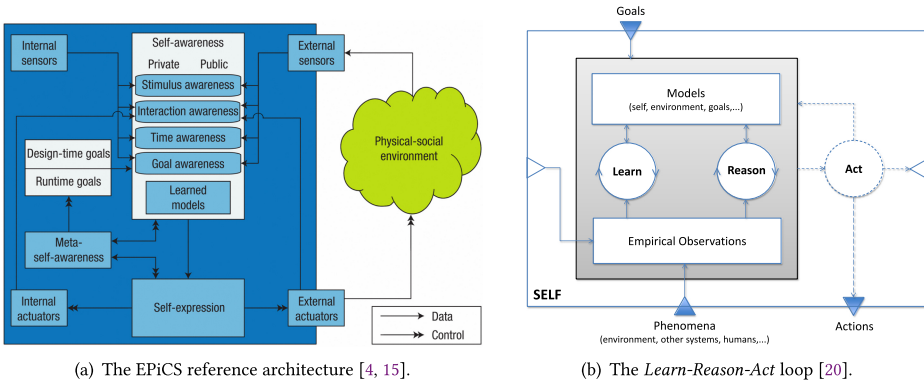 Internal
sensors
Self-awareness
Private Public
External
sensors
Stimulus awareness
Interaction awareness
Time awareness
Goal awareness
Learned
models
Design-time goals
Runtime goals
Meta-
self-awareness
Internal
actuators
Self-expression
External
actuators
Physical-social
environment
Data
Control
(a) The EPiCS reference architecture [4, 15].
Goals
Models
(self, environment, goals,...)
Learn
Reason
Act
Empirical Observations
SELF
Phenomena
(environment, other systems, humans,...)
Actions
(b) The Learn-Reason-Act loop [20].